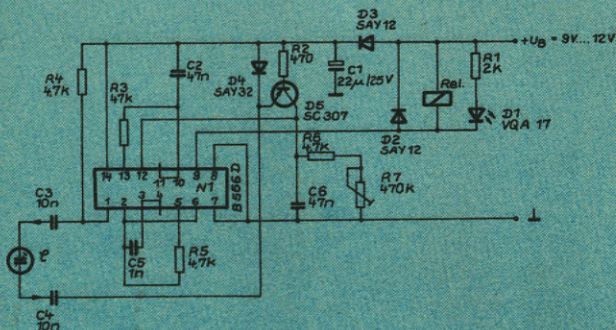 D3
SAY12
+UB = 9V...12V
R4
4,7k
R3
47k
C2
47n
D4
SAY32
R2
470
C1
22µ/25V
D5
SC307
Rel.
R1
2k
D1
VQA 17
D2
SAY12
R6
4,7k
R7
470k
C6
47n
14 13 12 11 10 9 8
N1
B556D
1 2 3 4 5 6 7
C3
10n
C5
1n
R5
4,7k
C4
10n